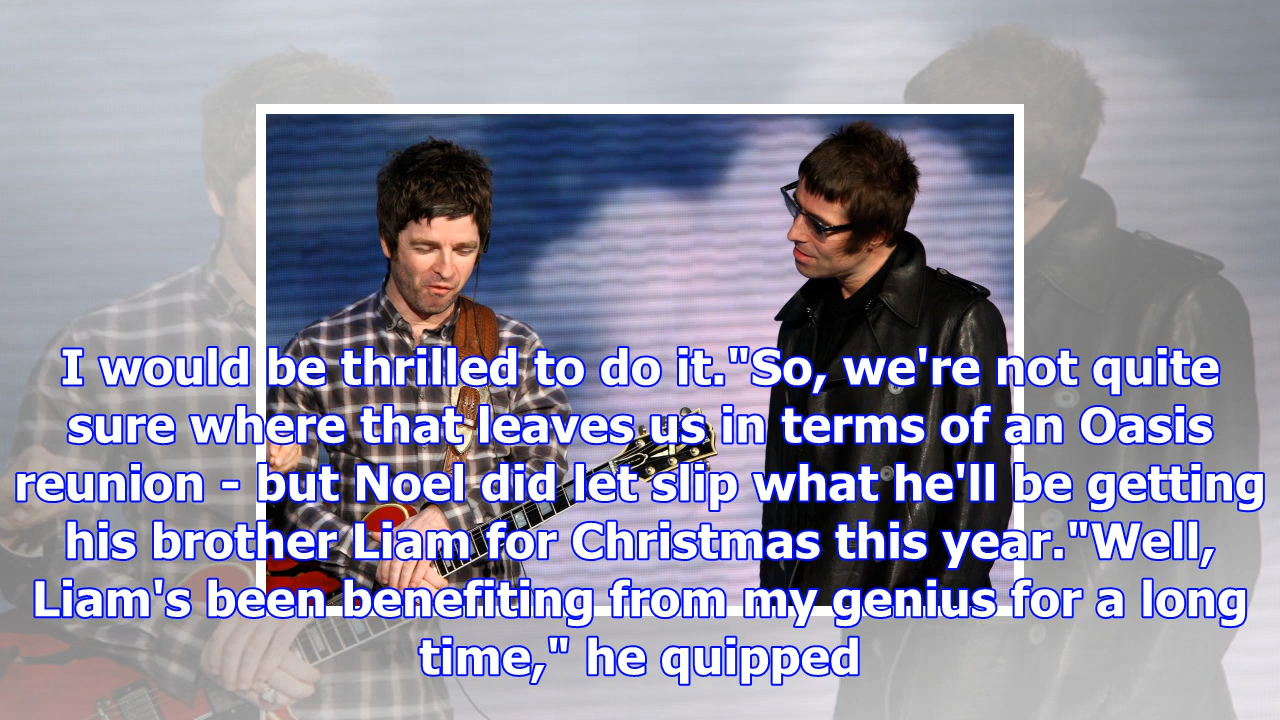 I would be thrilled to do it."So, we're not quite
sure where that leaves us in terms of an Oasis
reunion - but Noel did let slip what he'll be getting
his brother Liam for Christmas this year."Well,
Liam's been benefiting from my genius for a long
time," he quipped